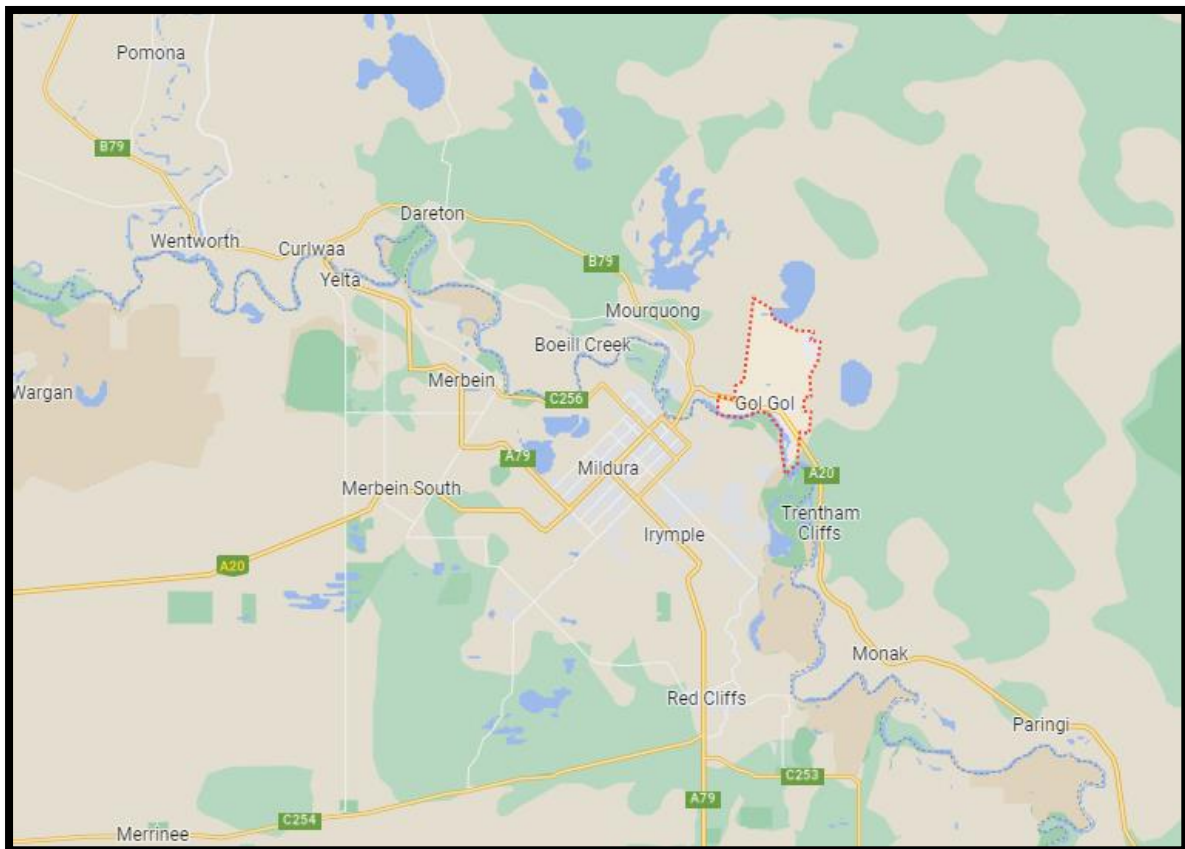 Pomona
B79
Dareton
Wentworth
Curlwaa
B79
Yelta
Mourquong
Boeill Creek
Merbein
Wargan
C256
Gol Gol
A79
Mildura
A20
Merbein South
Trentham
Cliffs
Irymple
A20
Monak
Red Cliffs
Paringi
C253
A79
C254
Merrinee